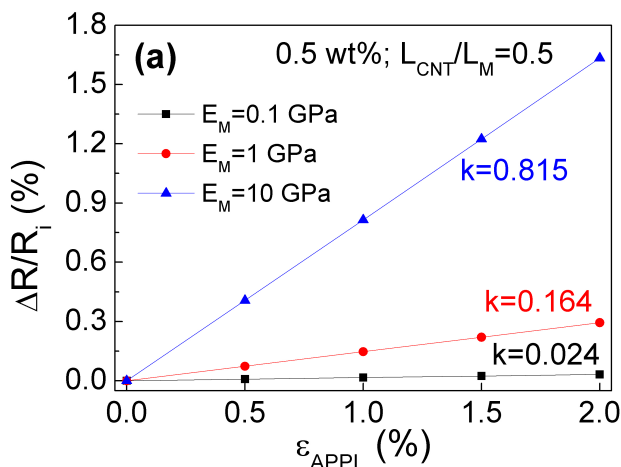 (a) 0.5 wt%; L_CNT/L_M=0.5
E_M=0.1 GPa
E_M=1 GPa
E_M=10 GPa
k=0.815
k=0.164
k=0.024
1.8
1.5
1.2
0.9
0.6
0.3
0.0
ΔR/R_i (%)
0.0 0.5 1.0 1.5 2.0
ε_APPL (%)